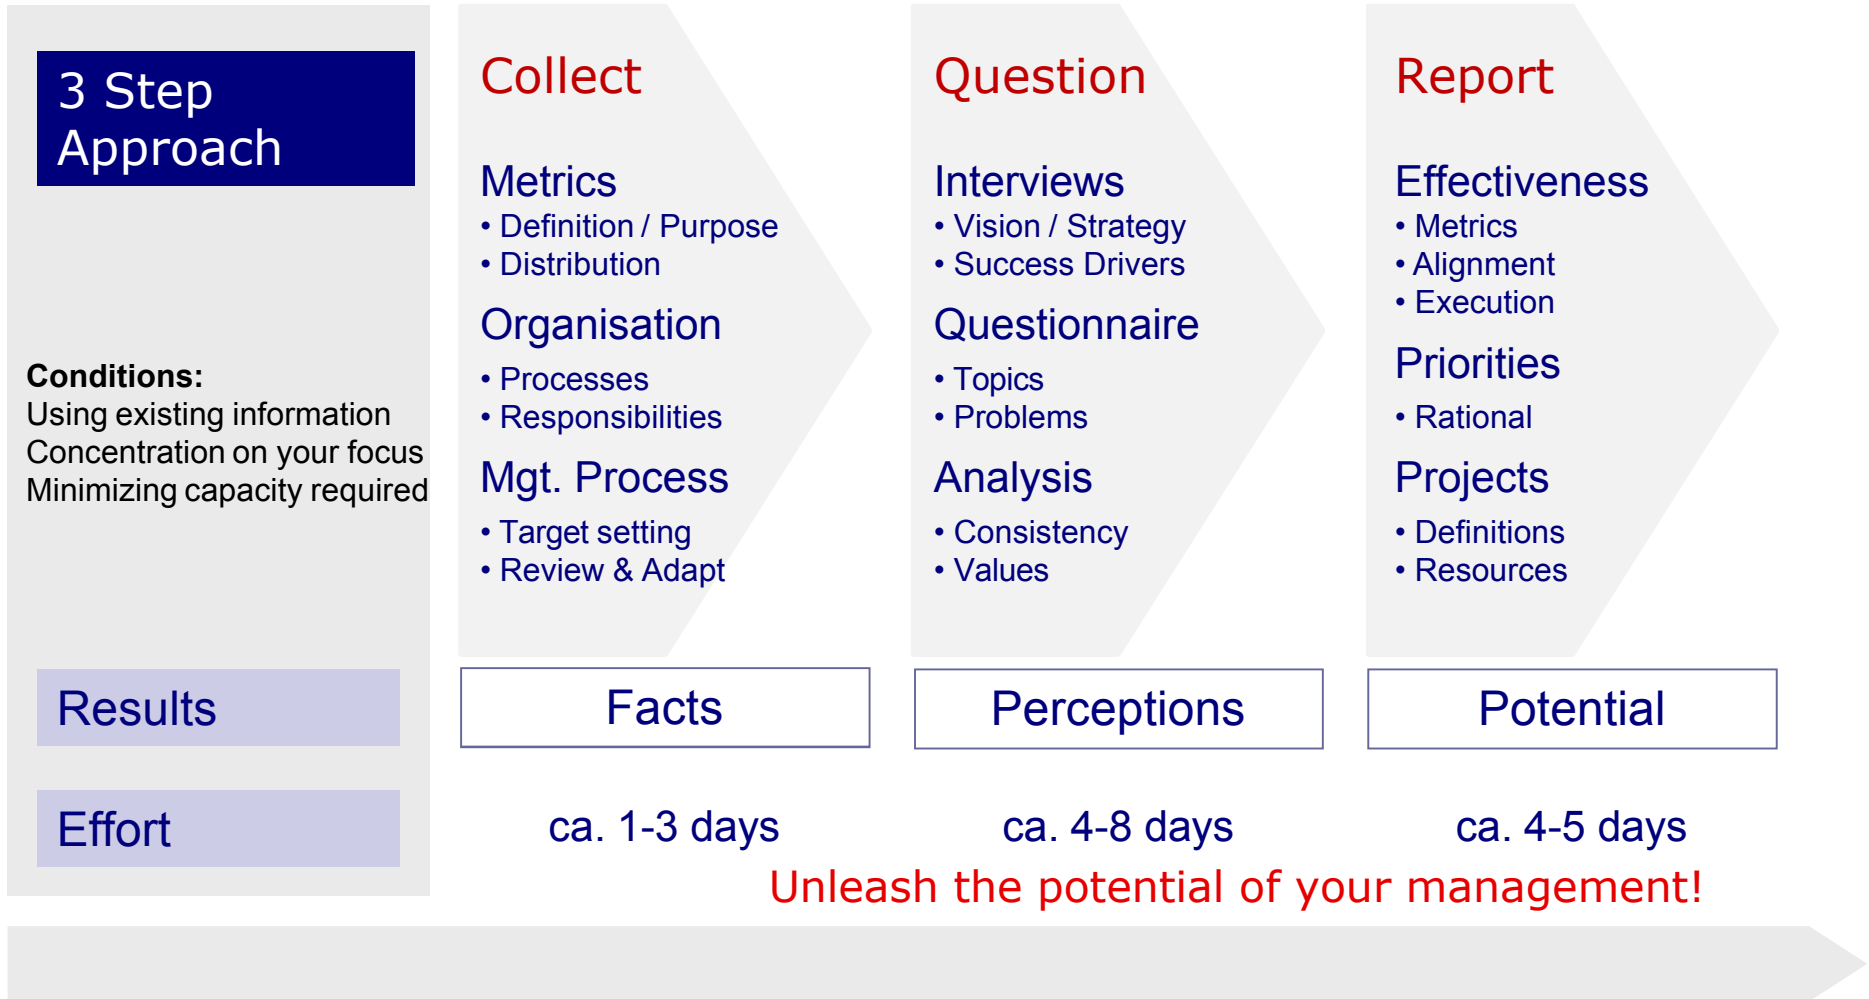 3 Step
Approach
Conditions:
Using existing information
Concentration on your focus
Minimizing capacity required
Collect
Metrics
• Definition / Purpose
• Distribution
Organisation
• Processes
• Responsibilities
Mgt. Process
• Target setting
• Review & Adapt
Question
Interviews
• Vision / Strategy
• Success Drivers
Questionnaire
• Topics
• Problems
Analysis
• Consistency
• Values
Report
Effectiveness
• Metrics
• Alignment
• Execution
Priorities
• Rational
Projects
• Definitions
• Resources
Results
Facts
Perceptions
Potential
Effort
ca. 1-3 days
ca. 4-8 days
ca. 4-5 days
Unleash the potential of your management!